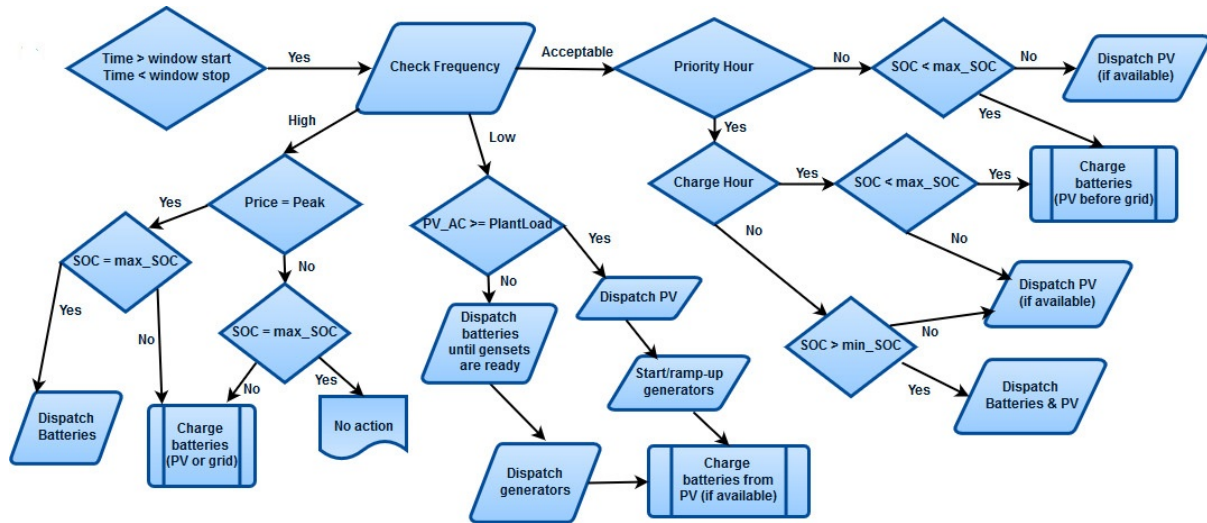 Time > window start
Time < window stop
Yes
Check Frequency
Acceptable
Priority Hour
No
SOC < max_SOC
No
Dispatch PV
(if available)
High
Low
Yes
Yes
Price = Peak
Yes
Charge Hour
Yes
SOC < max_SOC
Yes
Charge
batteries
(PV before grid)
PV_AC >= PlantLoad
Yes
No
No
SOC = max_SOC
No
No
Dispatch PV
Dispatch PV
(if available)
Yes
No
SOC = max_SOC
Dispatch
batteries
until gensets
are ready
SOC > min_SOC
No
No
Yes
Start/ramp-up
generators
Yes
Dispatch
Batteries & PV
Dispatch
Batteries
Charge
batteries
(PV or grid)
No action
Dispatch
generators
Charge
batteries from
PV (if available)